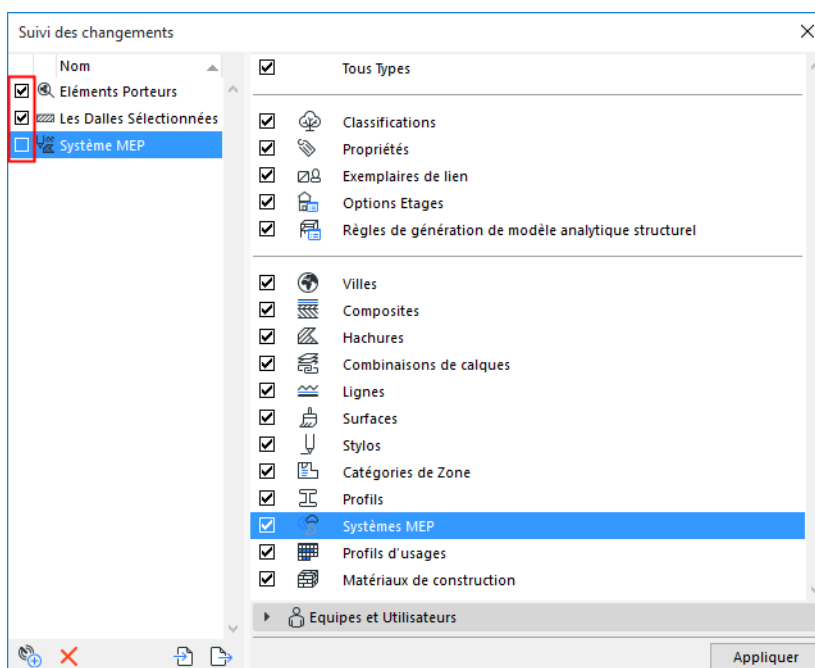 Suivi des changements
Nom
Eléments Porteurs
Les Dalles Sélectionnées
Système MEP
Tous Types
Classifications
Propriétés
Exemplaires de lien
Options Etages
Règles de génération de modèle analytique structurel
Villes
Composites
Hachures
Combinaisons de calques
Lignes
Surfaces
Stylos
Catégories de Zone
Profils
Systèmes MEP
Profils d'usages
Matériaux de construction
Equipes et Utilisateurs
Appliquer